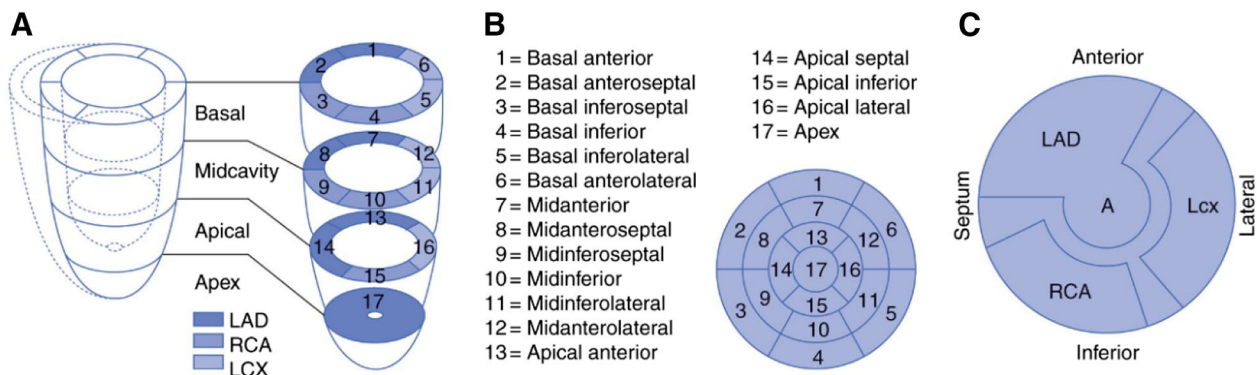 A
1
2
6
3
5
4
Basal
7
8
12
Midcavity
9
11
10
13
Apical
14
16
15
Apex
17
LAD
RCA
LCX
B
1 = Basal anterior
2 = Basal anteroseptal
3 = Basal inferoseptal
4 = Basal inferior
5 = Basal inferolateral
6 = Basal anterolateral
7 = Midanterior
8 = Midanteroseptal
9 = Midinferoseptal
10 = Midinferior
11 = Midinferolateral
12 = Midanterolateral
13 = Apical anterior
14 = Apical septal
15 = Apical inferior
16 = Apical lateral
17 = Apex
1
7
2
8
13
12
6
14
17
16
3
9
15
11
5
10
4
C
Anterior
LAD
Septum
A
Lcx
Lateral
RCA
Inferior